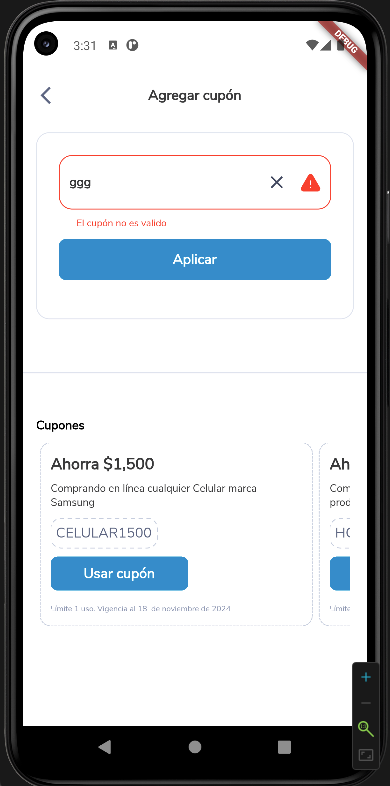 3:31
DEBUG
Agregar cupón
ggg
El cupón no es valido
Aplicar
Cupones
Ahorra $1,500
Comprando en línea cualquier Celular marca
Samsung
CELULAR1500
Usar cupón
Límite 1 uso. Vigencia al 18 de noviembre de 2024
Ah
Com
prod
HO
Límite